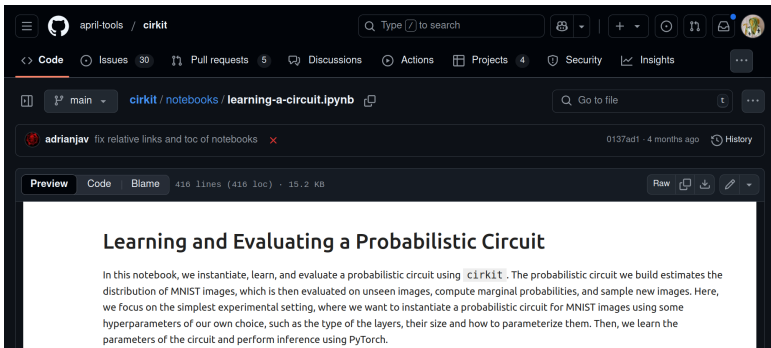 april-tools / cirkit Type / to search
<> Code Issues 30 Pull requests 5 Discussions Actions Projects 4 Security Insights
main cirkit / notebooks / learning-a-circuit.ipynb Go to file t
adrianjav fix relative links and toc of notebooks 0137ad1 · 4 months ago History
Preview Code Blame 416 lines (416 loc) · 15.2 KB Raw
Learning and Evaluating a Probabilistic Circuit
In this notebook, we instantiate, learn, and evaluate a probabilistic circuit using cirkit. The probabilistic circuit we build estimates the
distribution of MNIST images, which is then evaluated on unseen images, compute marginal probabilities, and sample new images. Here,
we focus on the simplest experimental setting, where we want to instantiate a probabilistic circuit for MNIST images using some
hyperparameters of our own choice, such as the type of the layers, their size and how to parameterize them. Then, we learn the
parameters of the circuit and perform inference using PyTorch.